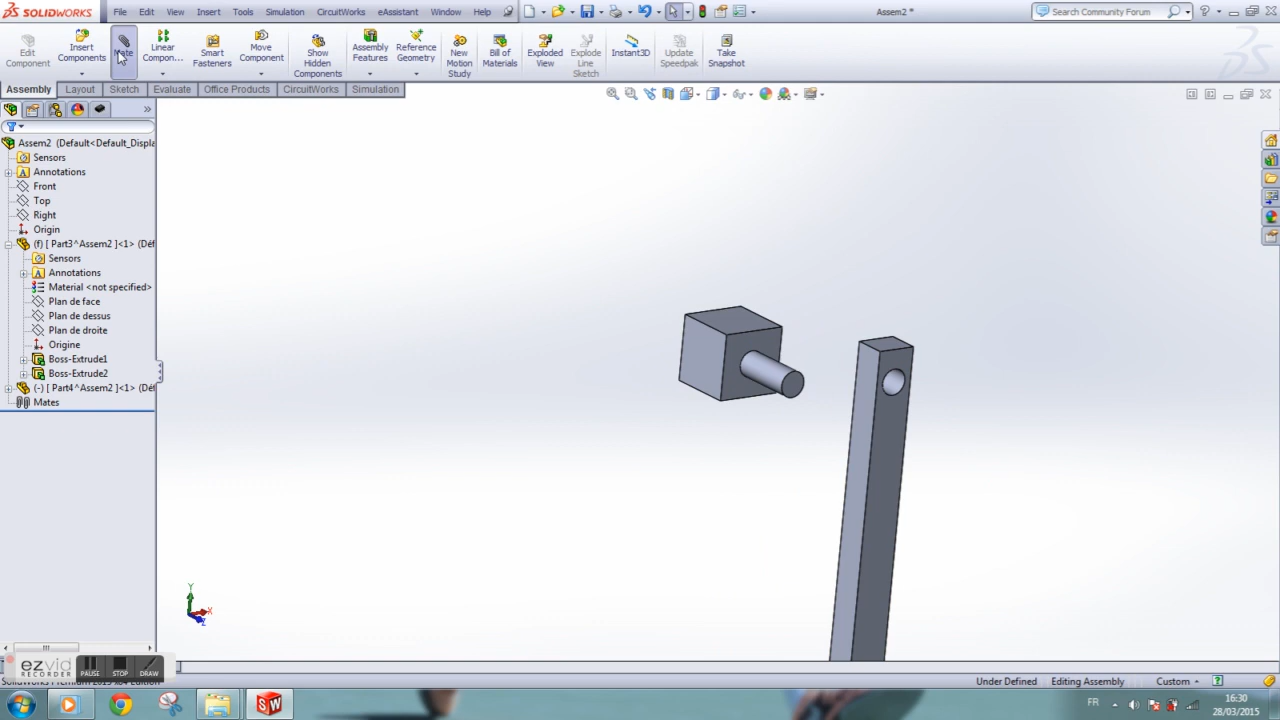 SOLIDWORKS File Edit View Insert Tools Simulation CircuitWorks eAssistant Window Help Assem2 * Search Community Forum
Edit Component
Insert Components
Mate
Linear Compon...
Smart Fasteners
Move Component
Show Hidden Components
Assembly Features
Reference Geometry
New Motion Study
Bill of Materials
Exploded View
Explode Line Sketch
Instant3D
Update Speedpak
Take Snapshot
Assembly Layout Sketch Evaluate Office Products CircuitWorks Simulation
Assem2 (Default<Default_Displa
Sensors
Annotations
Front
Top
Right
Origin
(f) [ Part3^Assem2 ]<1> (Déf
Sensors
Annotations
Material <not specified>
Plan de face
Plan de dessus
Plan de droite
Origine
Boss-Extrude1
Boss-Extrude2
(-) [ Part4^Assem2 ]<1> (Déf
Mates
Y
X
Z
ezvid
RECORDER
PAUSE STOP DRAW
Under Defined Editing Assembly Custom
FR 16:30
28/03/2015